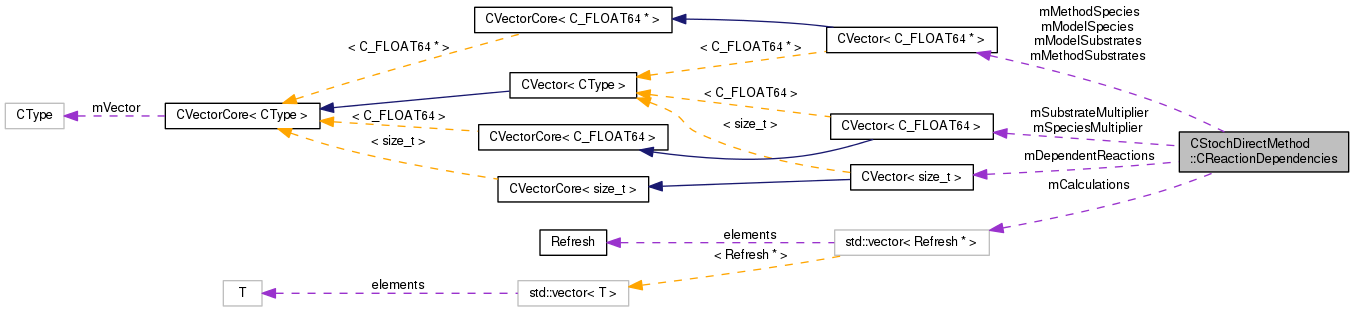 CVectorCore< C_FLOAT64 * >
mMethodSpecies
mModelSpecies
mModelSubstrates
mMethodSubstrates
< C_FLOAT64 * >
< C_FLOAT64 * >
CVector< C_FLOAT64 * >
CVector< CType >
< C_FLOAT64 >
CType
mVector
CVectorCore< CType >
< C_FLOAT64 >
mSubstrateMultiplier
mSpeciesMultiplier
< size_t >
CVector< C_FLOAT64 >
CVectorCore< C_FLOAT64 >
< size_t >
CStochDirectMethod
::CReactionDependencies
mDependentReactions
CVector< size_t >
CVectorCore< size_t >
mCalculations
Refresh
elements
std::vector< Refresh * >
< Refresh * >
T
elements
std::vector< T >